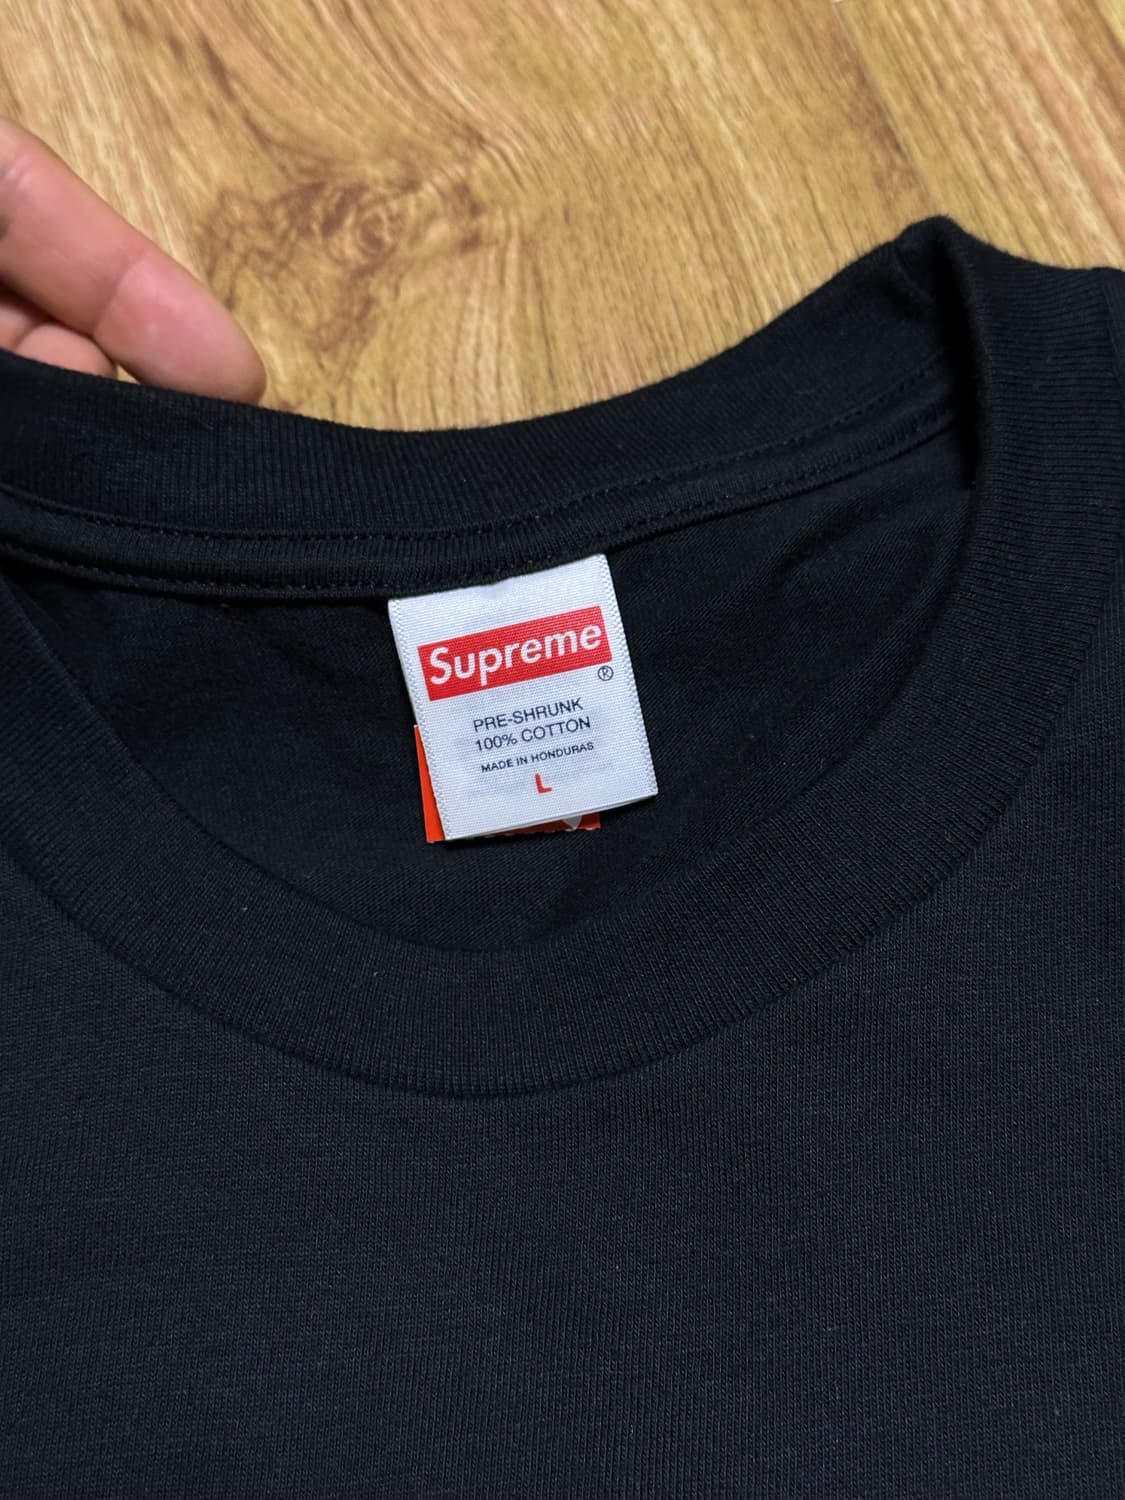 Supreme
®
PRE-SHRUNK
100% COTTON
MADE IN HONDURAS
L